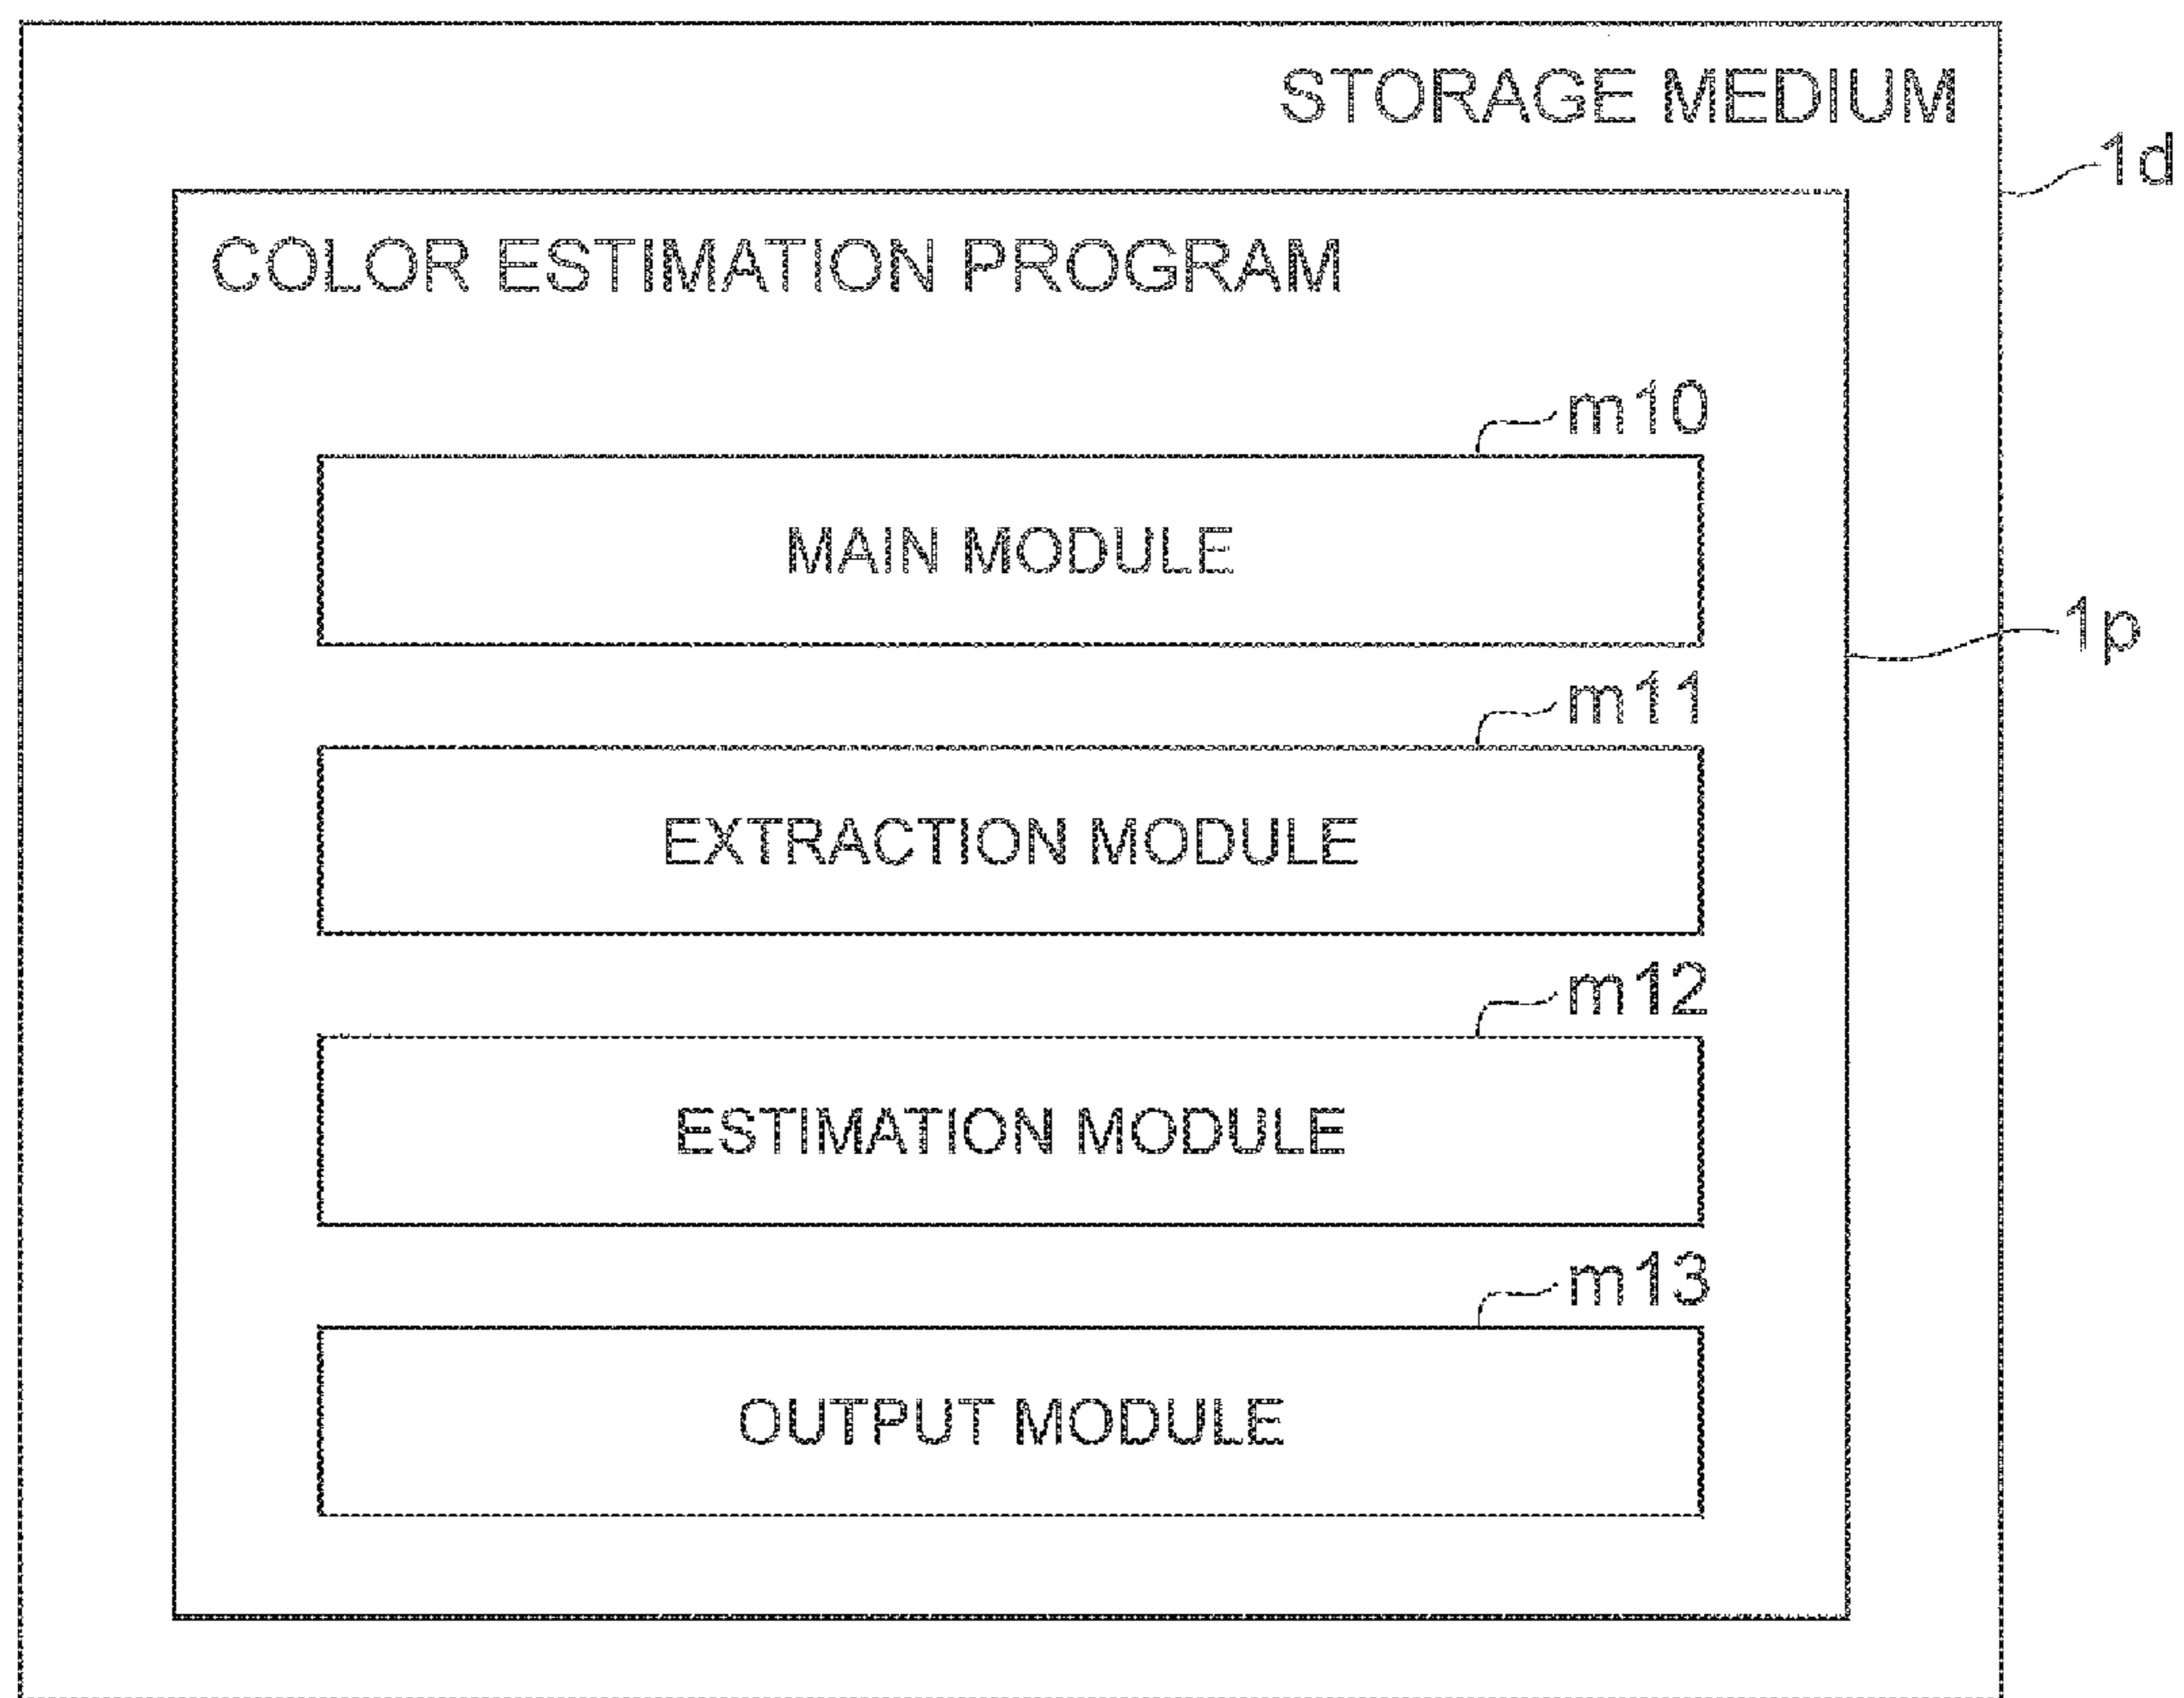 STORAGE MEDIUM
1d
COLOR ESTIMATION PROGRAM
m10
MAIN MODULE
1p
m11
EXTRACTION MODULE
m12
ESTIMATION MODULE
m13
OUTPUT MODULE